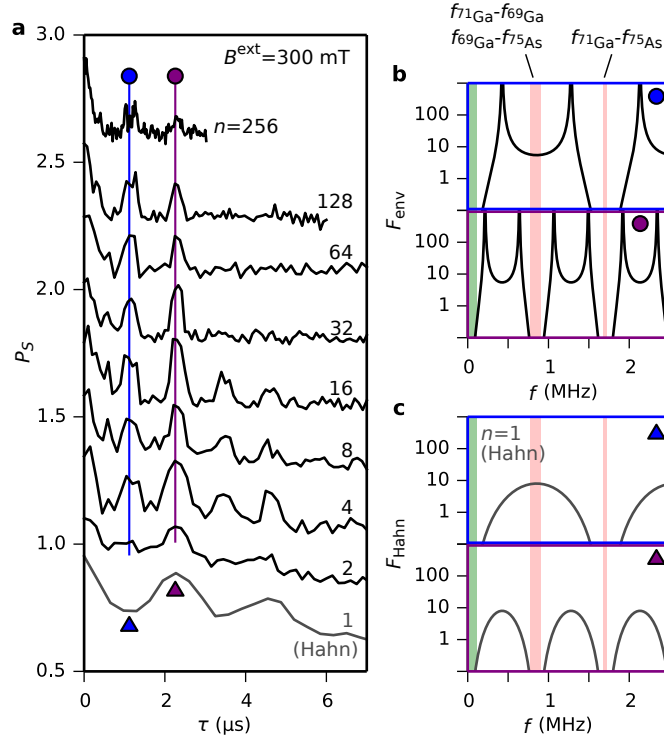 a
3.0
2.5
2.0
1.5
1.0
0.5
P_S
B^ext=300 mT
n=256
128
64
32
16
8
4
2
1
(Hahn)
0
2
4
6
τ (μs)
f71Ga-f69Ga
f69Ga-f75As
f71Ga-f75As
b
100
10
1
100
10
1
F_env
0
1
2
f (MHz)
c
n=1
(Hahn)
100
10
1
100
10
1
F_Hahn
0
1
2
f (MHz)